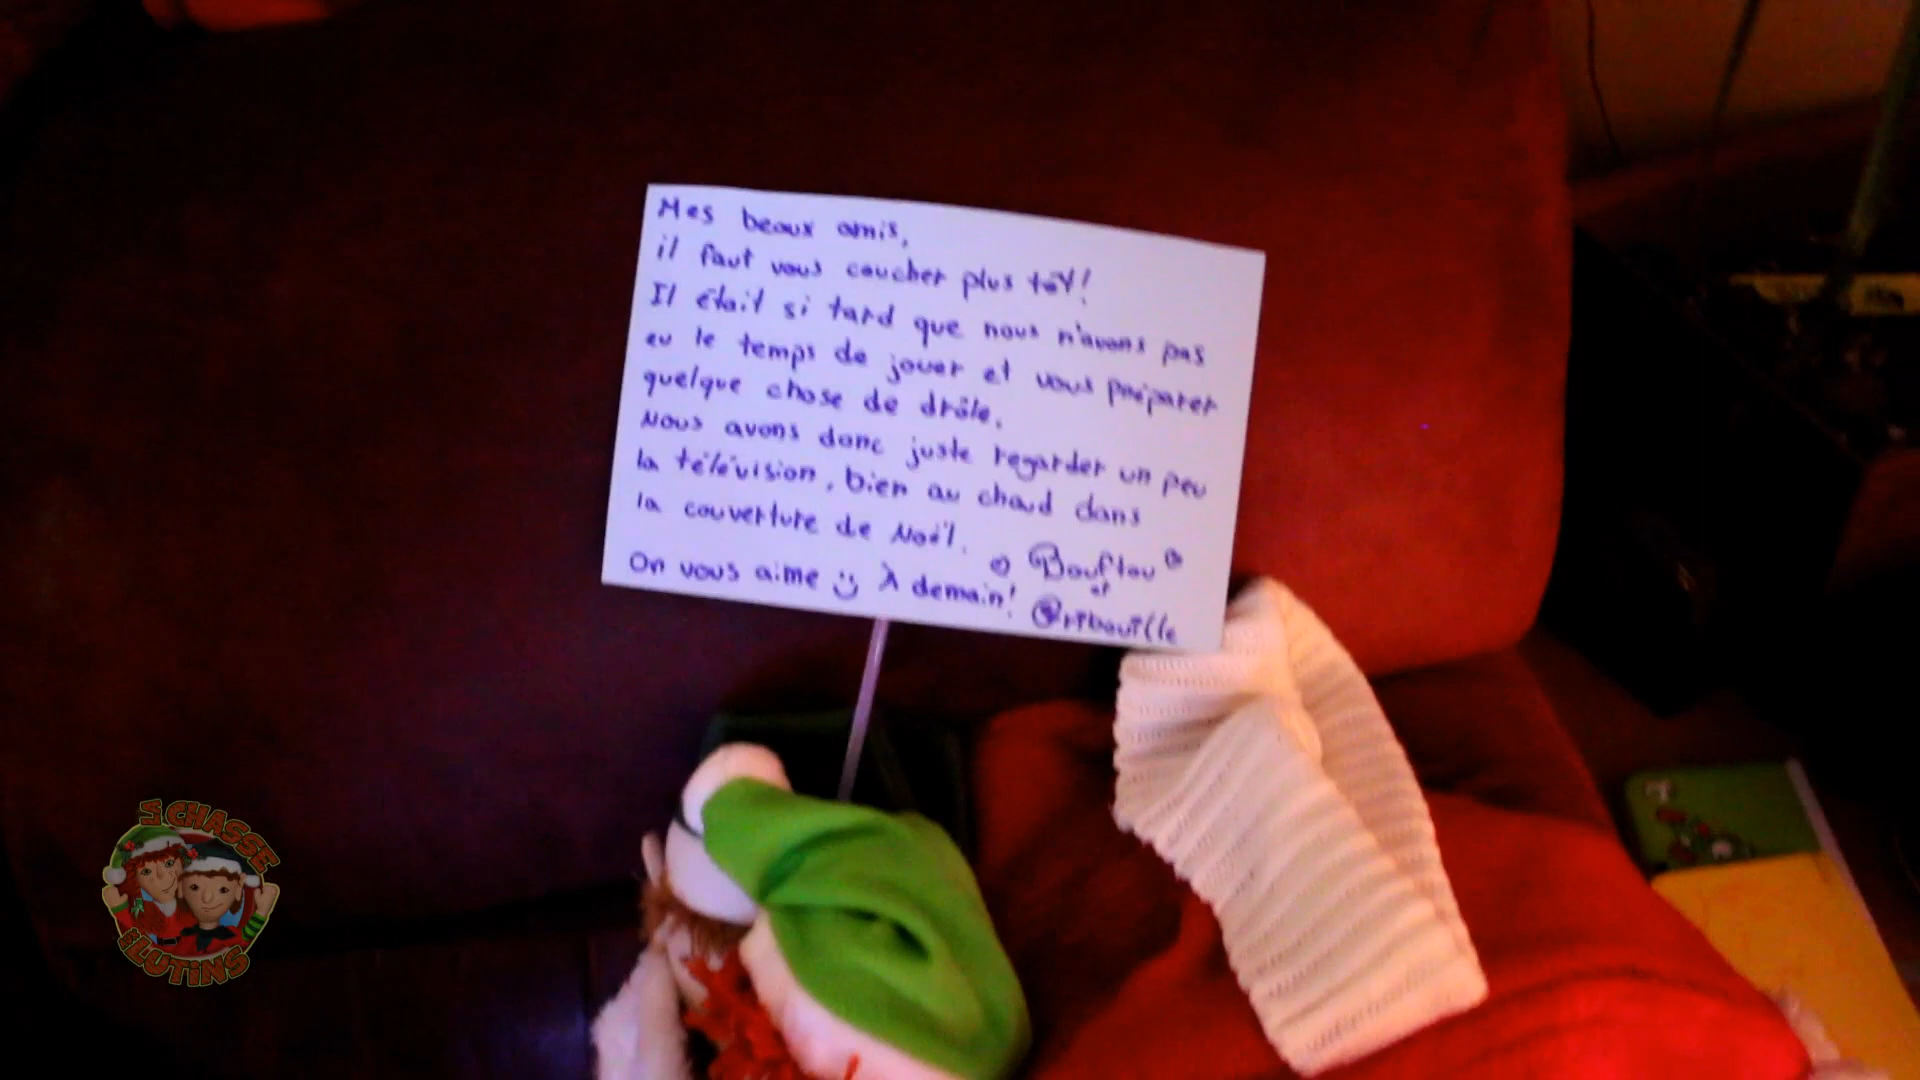 Mes beaux amis,
il faut vous coucher plus tôt!
Il était si tard que nous n'avons pas
eu le temps de jouer et vous préparer
quelque chose de drôle.
Nous avons donc juste regarder un peu
la télévision, bien au chaud dans
la couverture de Noël.
On vous aime :) À demain!
Bouftou
et
Gribouille
LA CHASSE
AUX LUTINS